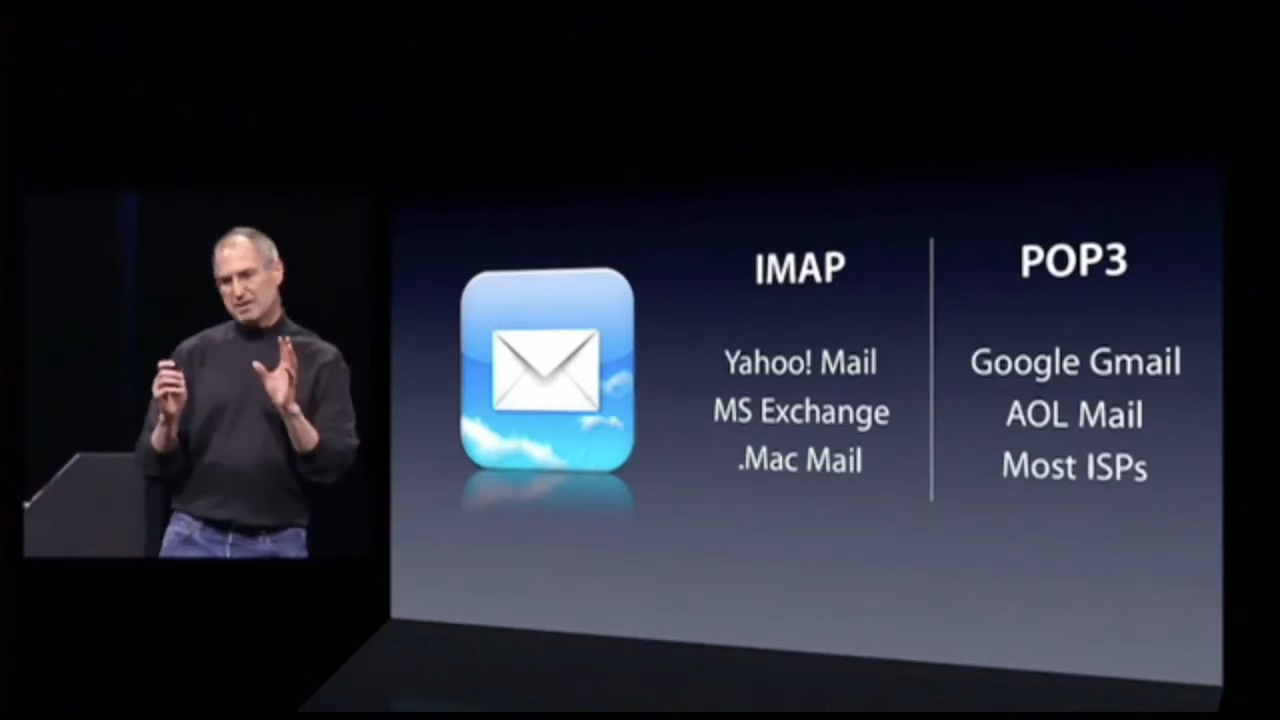 IMAP
Yahoo! Mail
MS Exchange
.Mac Mail
POP3
Google Gmail
AOL Mail
Most ISPs